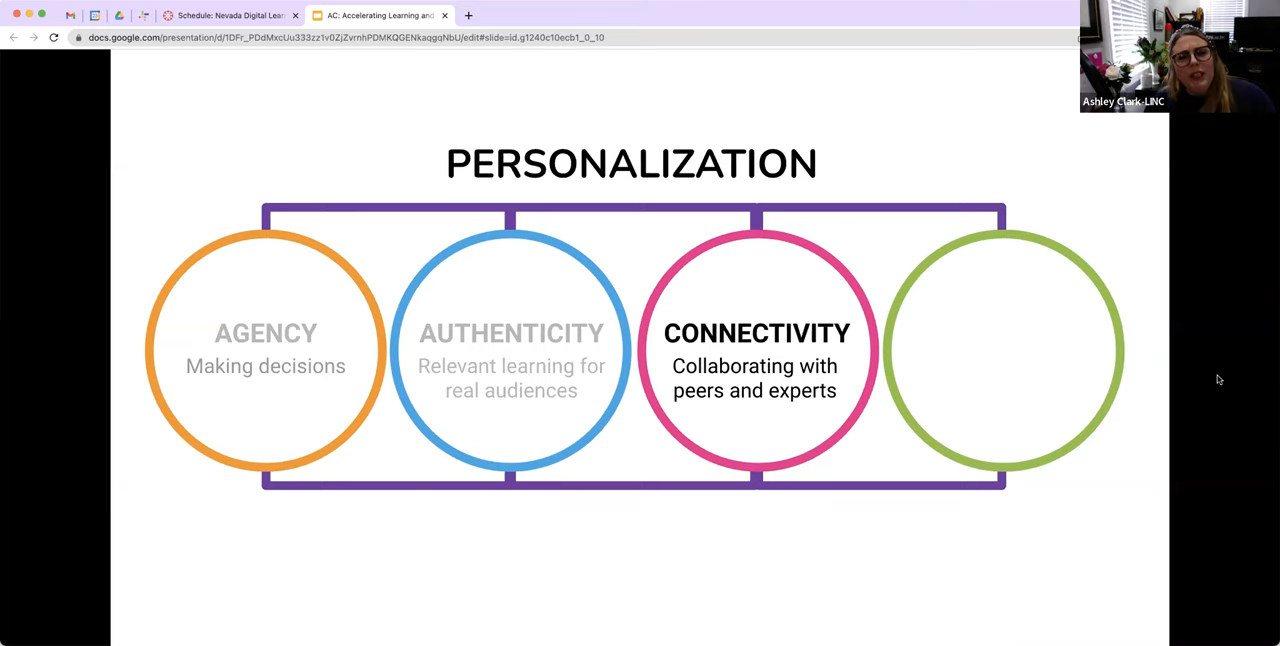 Schedule: Nevada Digital Lear
AC: Accelerating Learning and
docs.google.com/presentation/d/1DFr_PDdMxcUu333zz1v0ZjZvrnhPDMKQGENkaqgqNbU/edit#slide=id.g1240c10ecb1_0_10
Ashley Clark-LINC
PERSONALIZATION
AGENCY
Making decisions
AUTHENTICITY
Relevant learning for
real audiences
CONNECTIVITY
Collaborating with
peers and experts